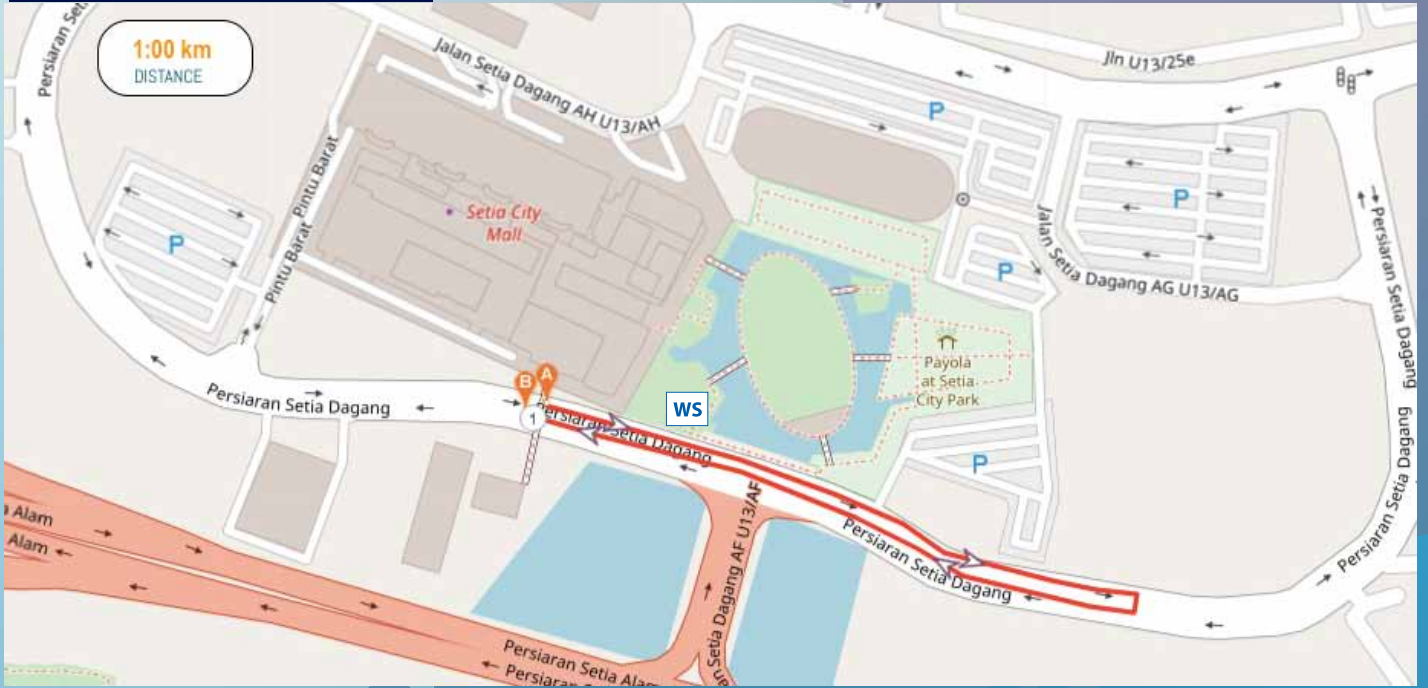 1:00 km
DISTANCE
Persiaran Set
Jalan Setia Dagang AH U13/AH
Jln U13/25e
P
Pintu Barat
Pintu Barat
P
Setia City
Mall
P
P
Jalan Setia Dagang AG U13/AG
Persiaran Setia Dagang
Payola
at Setia
City Park
B
A
1
WS
Persiaran Setia Dagang
Persiaran Setia Dagang
P
Persiaran Setia Dagang
Persiaran Setia Dagang
a Alam
Alam
an Setia Dagang AF U13/AF
Persiaran Setia Alam
Persiaran